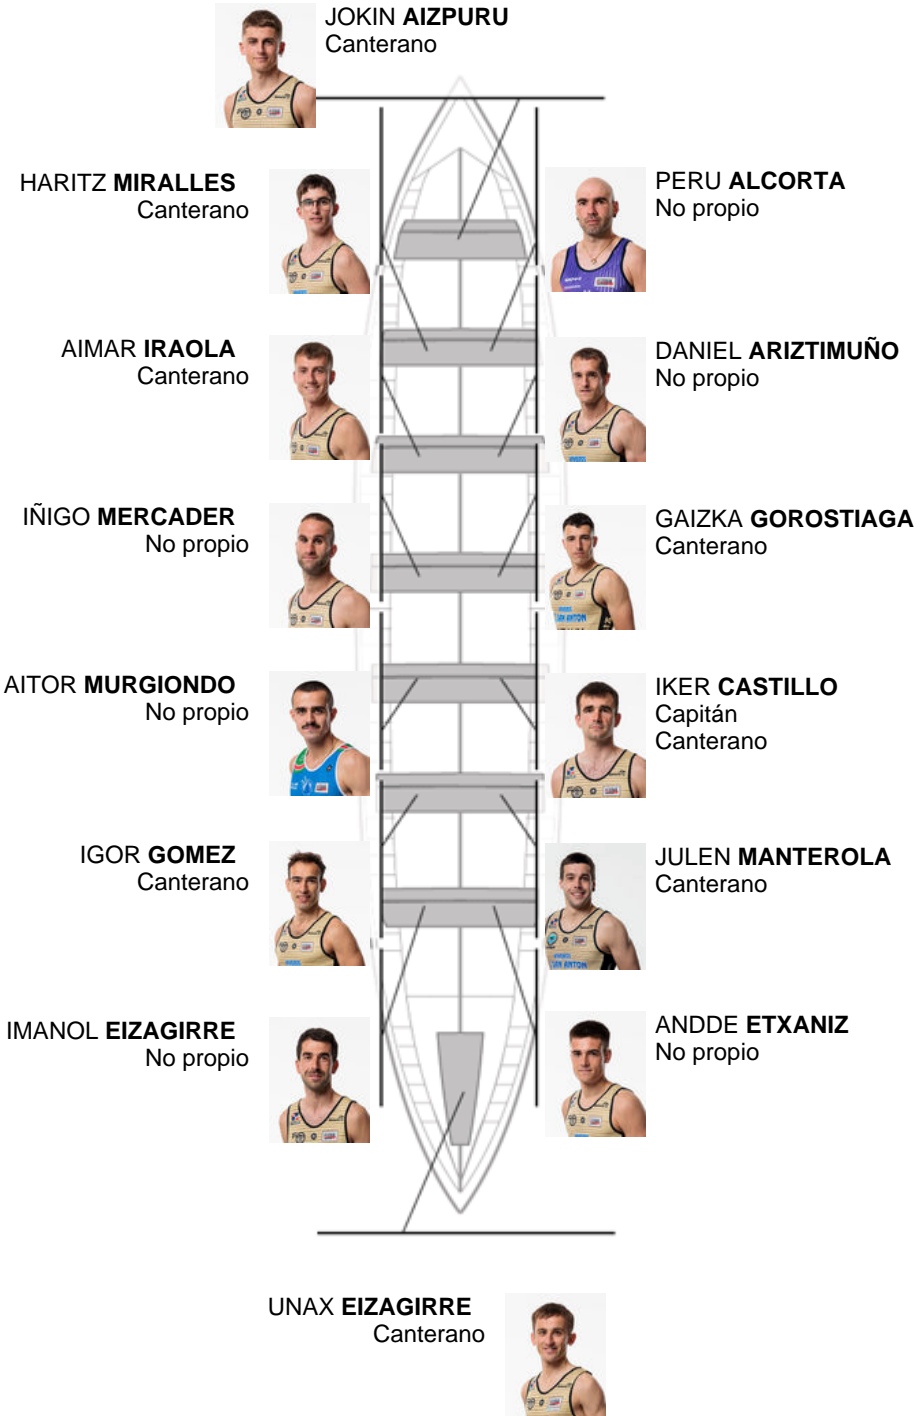 JOKIN AIZPURU
Canterano
HARITZ MIRALLES
Canterano
PERU ALCORTA
No propio
AIMAR IRAOLA
Canterano
DANIEL ARIZTIMUÑO
No propio
IÑIGO MERCADER
No propio
GAIZKA GOROSTIAGA
Canterano
AITOR MURGIONDO
No propio
IKER CASTILLO
Capitán
Canterano
IGOR GOMEZ
Canterano
JULEN MANTEROLA
Canterano
IMANOL EIZAGIRRE
No propio
ANDDE ETXANIZ
No propio
UNAX EIZAGIRRE
Canterano